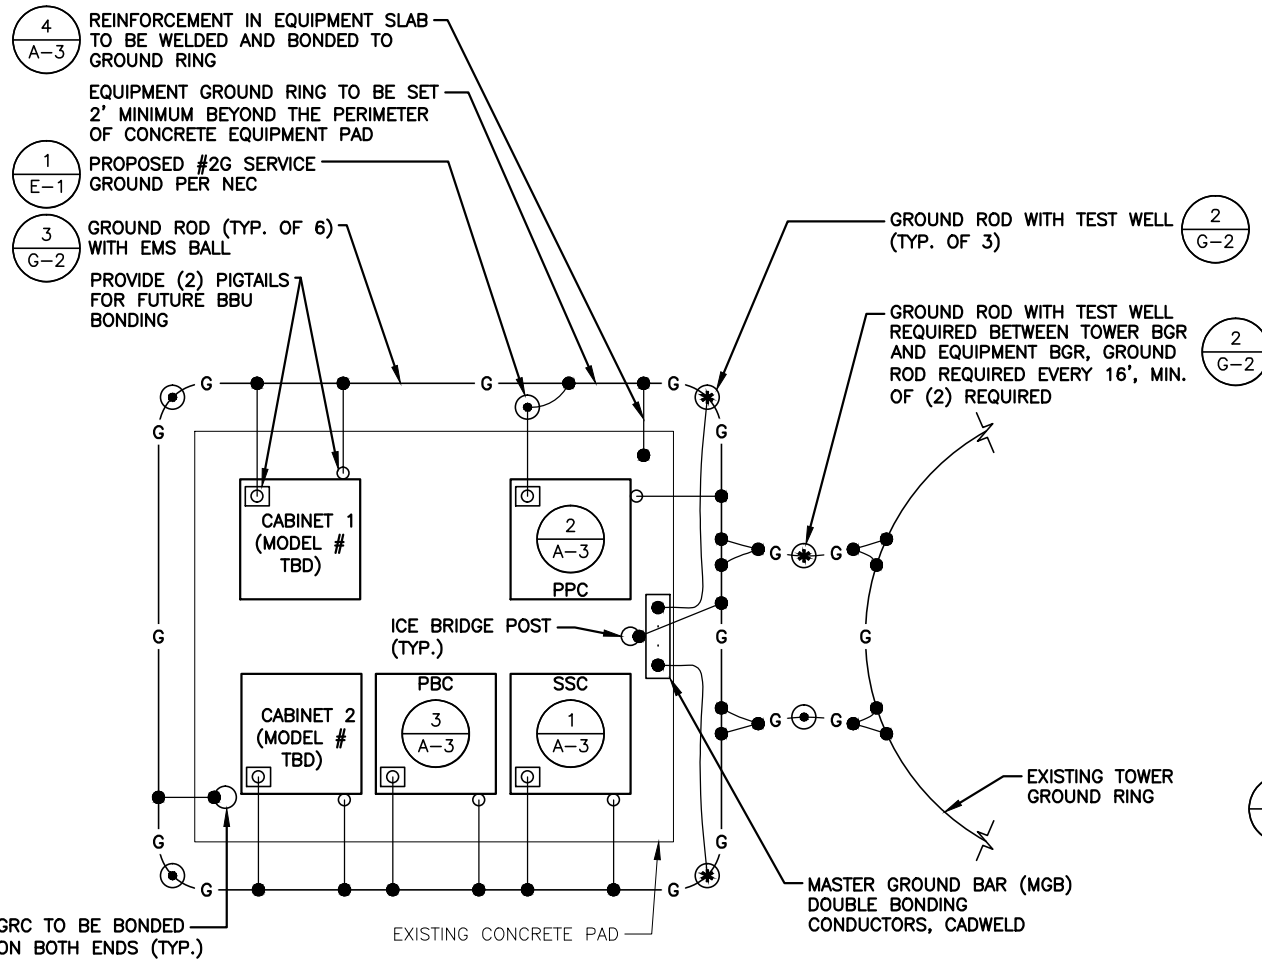 4
A-3
REINFORCEMENT IN EQUIPMENT SLAB
TO BE WELDED AND BONDED TO
GROUND RING
EQUIPMENT GROUND RING TO BE SET
2' MINIMUM BEYOND THE PERIMETER
OF CONCRETE EQUIPMENT PAD
1
E-1
PROPOSED #2G SERVICE
GROUND PER NEC
3
G-2
GROUND ROD (TYP. OF 6)
WITH EMS BALL
PROVIDE (2) PIGTAILS
FOR FUTURE BBU
BONDING
GROUND ROD WITH TEST WELL
(TYP. OF 3)
2
G-2
GROUND ROD WITH TEST WELL
REQUIRED BETWEEN TOWER BGR
AND EQUIPMENT BGR, GROUND
ROD REQUIRED EVERY 16', MIN.
OF (2) REQUIRED
2
G-2
G
G
G
G
G
CABINET 1
(MODEL #
TBD)
2
A-3
PPC
G
G
ICE BRIDGE POST
(TYP.)
G
G
G
CABINET 2
(MODEL #
TBD)
PBC
3
A-3
SSC
1
A-3
G
G
EXISTING TOWER
GROUND RING
G
G
G
G
G
MASTER GROUND BAR (MGB)
DOUBLE BONDING
CONDUCTORS, CADWELD
GRC TO BE BONDED
ON BOTH ENDS (TYP.)
EXISTING CONCRETE PAD